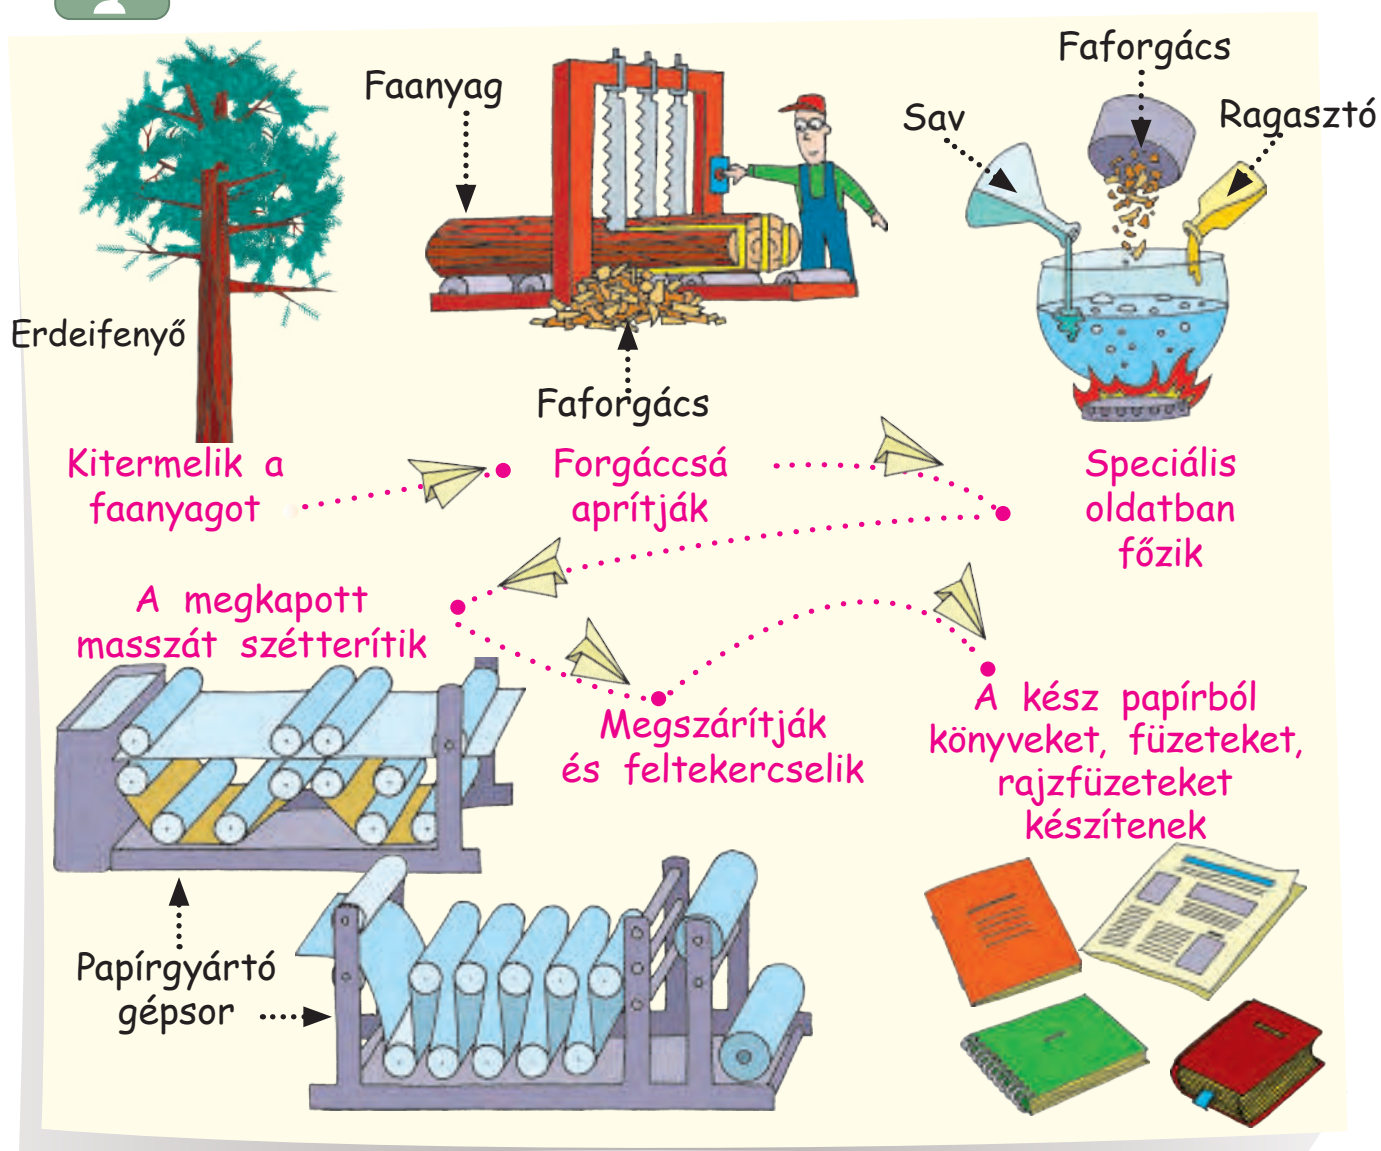 Faanyag
Faforgács
Sav
Ragasztó
Erdeifenyő
Faforgács
Kitermelik a
faanyagot
Forgáccsá
aprítják
Speciális
oldatban
főzik
A megkapott
masszát szétterítik
Megszárítják
és feltekercselik
A kész papírból
könyveket, füzeteket,
rajzfüzeteket
készítenek
Papírgyártó
gépsor